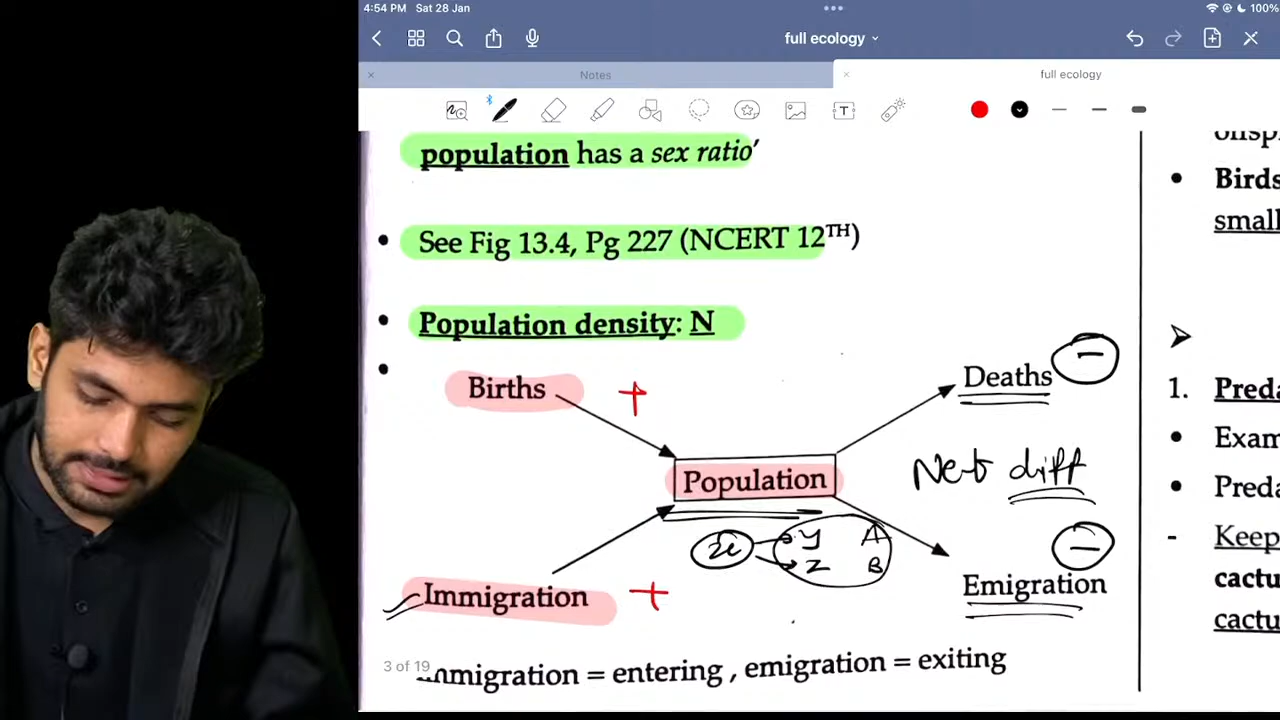 4:54 PM Sat 28 Jan
100%
full ecology
Notes
full ecology
T
population has a sex ratio'
• See Fig 13.4, Pg 227 (NCERT 12TH)
• Population density: N
•
Births +
Deaths −
Population
Net diff
Y A
Z B
Immigration +
Emigration −
3 of 19
mmigration = entering , emigration = exiting
• Birds
small
➤
1. Preda
• Exam
• Preda
- Keep
cactu
cactu